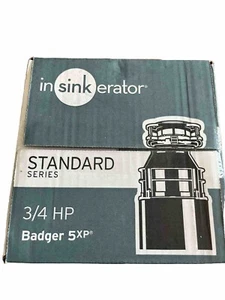 insinkerator®
STANDARD
SERIES
3/4 HP
Badger 5XP®